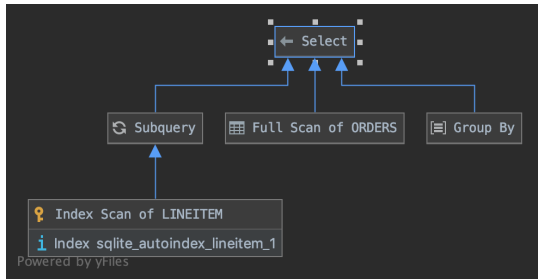 Select
Subquery
Full Scan of ORDERS
Group By
Index Scan of LINEITEM
Index sqlite_autoindex_lineitem_1
Powered by yFiles